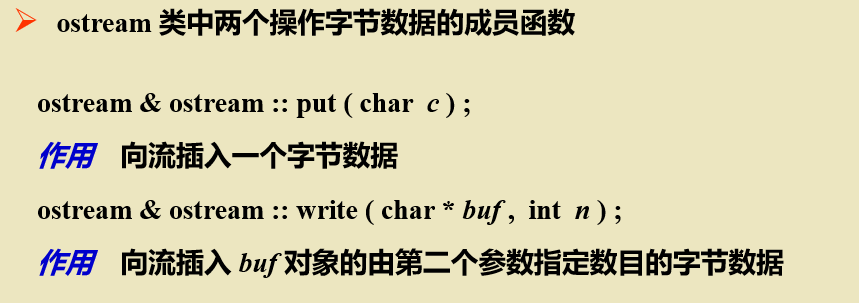 ostream 类中两个操作字节数据的成员函数
ostream & ostream :: put ( char c ) ;
作用 向流插入一个字节数据
ostream & ostream :: write ( char * buf , int n ) ;
作用 向流插入 buf 对象的由第二个参数指定数目的字节数据